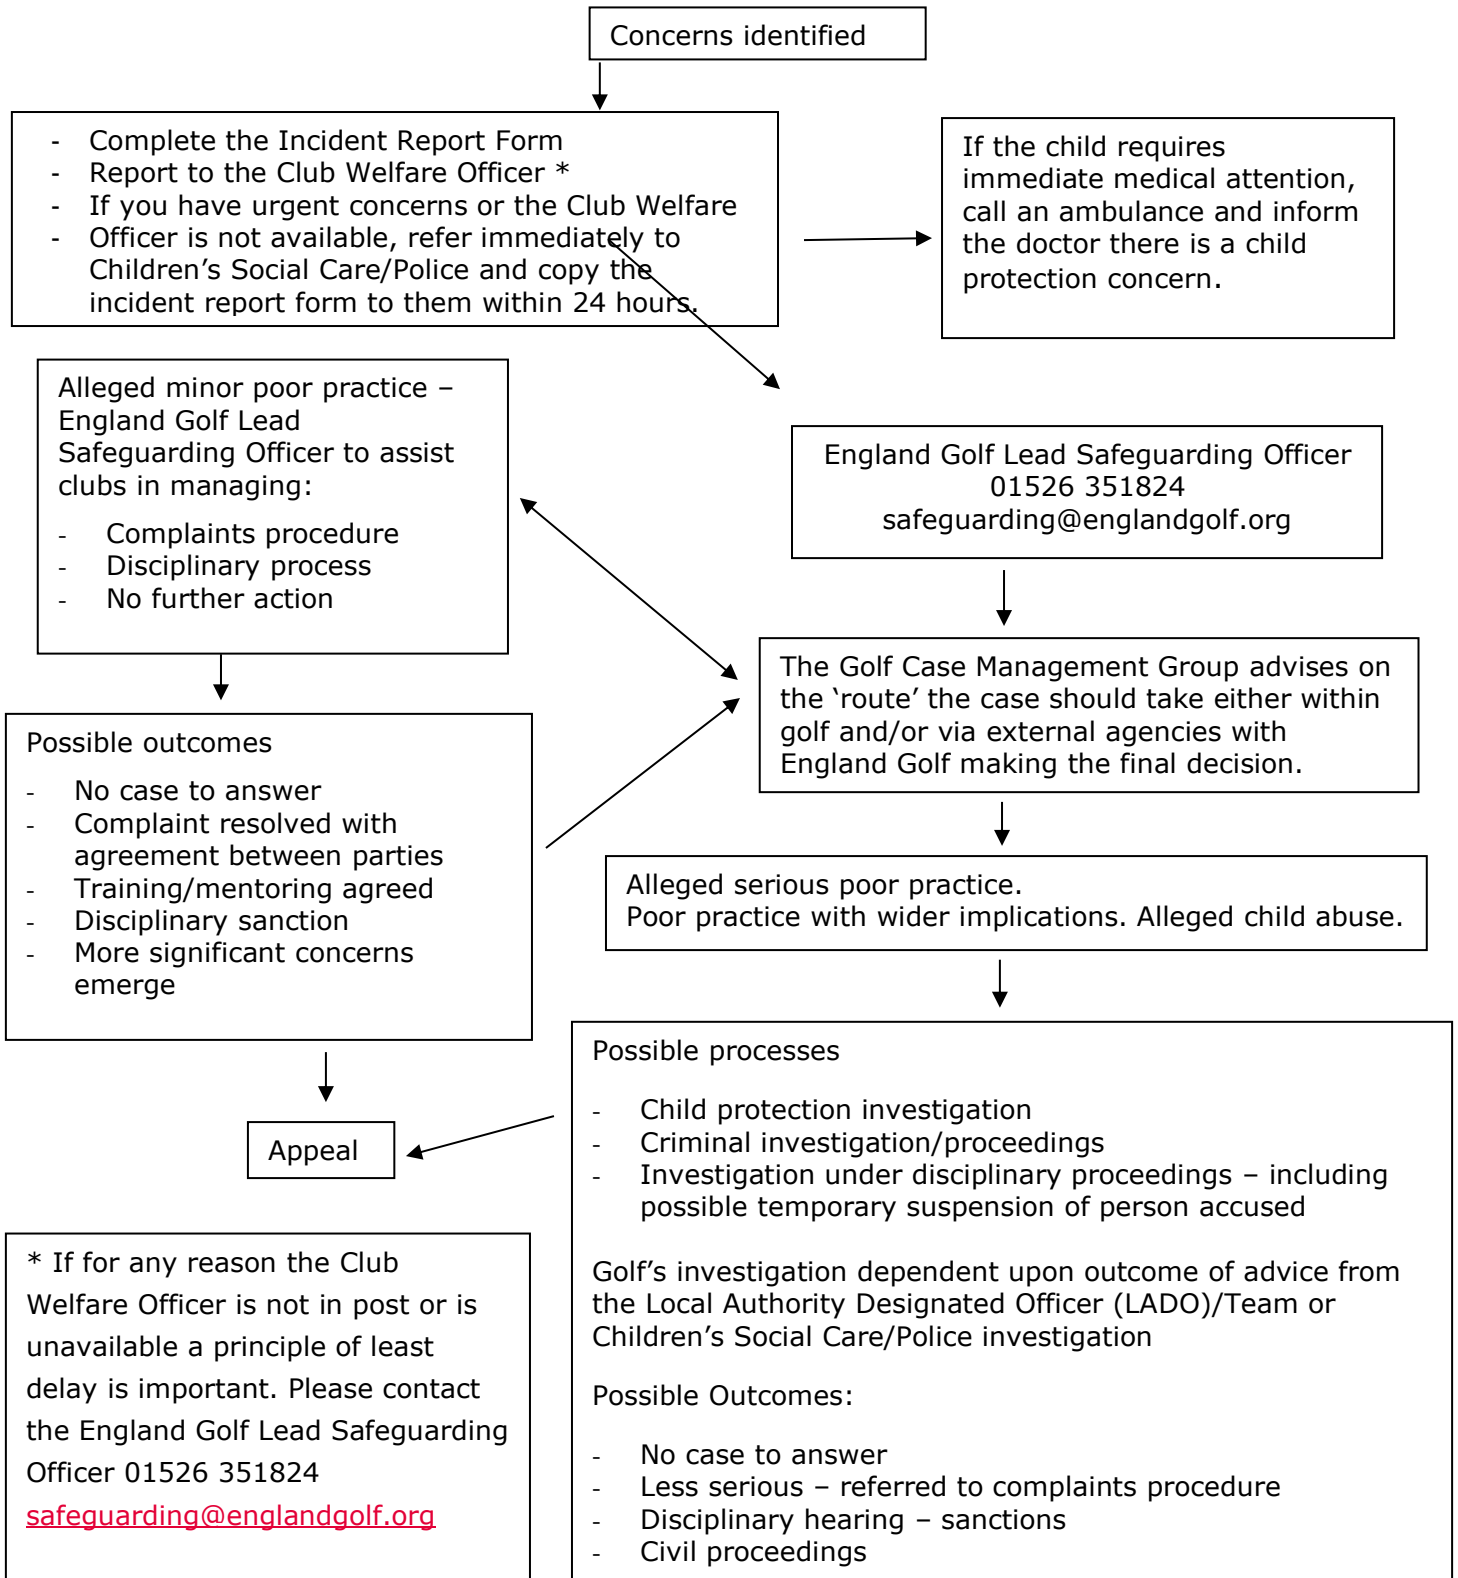 Concerns identified
- Complete the Incident Report Form
- Report to the Club Welfare Officer *
- If you have urgent concerns or the Club Welfare
- Officer is not available, refer immediately to
Children’s Social Care/Police and copy the
incident report form to them within 24 hours.
If the child requires
immediate medical attention,
call an ambulance and inform
the doctor there is a child
protection concern.
Alleged minor poor practice –
England Golf Lead
Safeguarding Officer to assist
clubs in managing:
- Complaints procedure
- Disciplinary process
- No further action
England Golf Lead Safeguarding Officer
01526 351824
safeguarding@englandgolf.org
The Golf Case Management Group advises on
the ‘route’ the case should take either within
golf and/or via external agencies with
England Golf making the final decision.
Possible outcomes
- No case to answer
- Complaint resolved with
agreement between parties
- Training/mentoring agreed
- Disciplinary sanction
- More significant concerns
emerge
Alleged serious poor practice.
Poor practice with wider implications. Alleged child abuse.
Appeal
Possible processes
- Child protection investigation
- Criminal investigation/proceedings
- Investigation under disciplinary proceedings – including
possible temporary suspension of person accused
Golf’s investigation dependent upon outcome of advice from
the Local Authority Designated Officer (LADO)/Team or
Children’s Social Care/Police investigation
Possible Outcomes:
- No case to answer
- Less serious – referred to complaints procedure
- Disciplinary hearing – sanctions
- Civil proceedings
* If for any reason the Club
Welfare Officer is not in post or is
unavailable a principle of least
delay is important. Please contact
the England Golf Lead Safeguarding
Officer 01526 351824
safeguarding@englandgolf.org